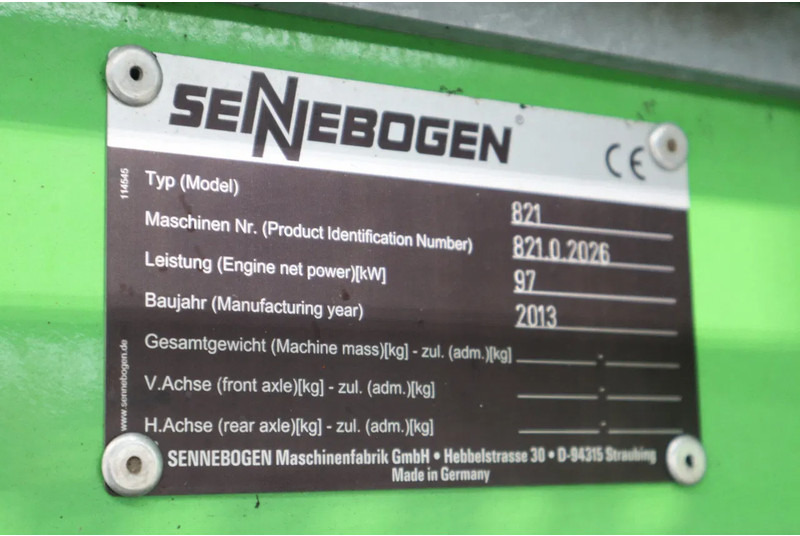 SENNEBOGEN
CE
114545
Typ (Model) 821
Maschinen Nr. (Product Identification Number) 821.0.2026
Leistung (Engine net power)[kW] 97
Baujahr (Manufacturing year) 2013
Gesamtgewicht (Machine mass)[kg] - zul. (adm.)[kg] -
V.Achse (front axle)[kg] - zul. (adm.)[kg] -
H.Achse (rear axle)[kg] - zul. (adm.)[kg] -
www.sennebogen.de
SENNEBOGEN Maschinenfabrik GmbH • Hebbelstrasse 30 • D-94315 Straubing
Made in Germany